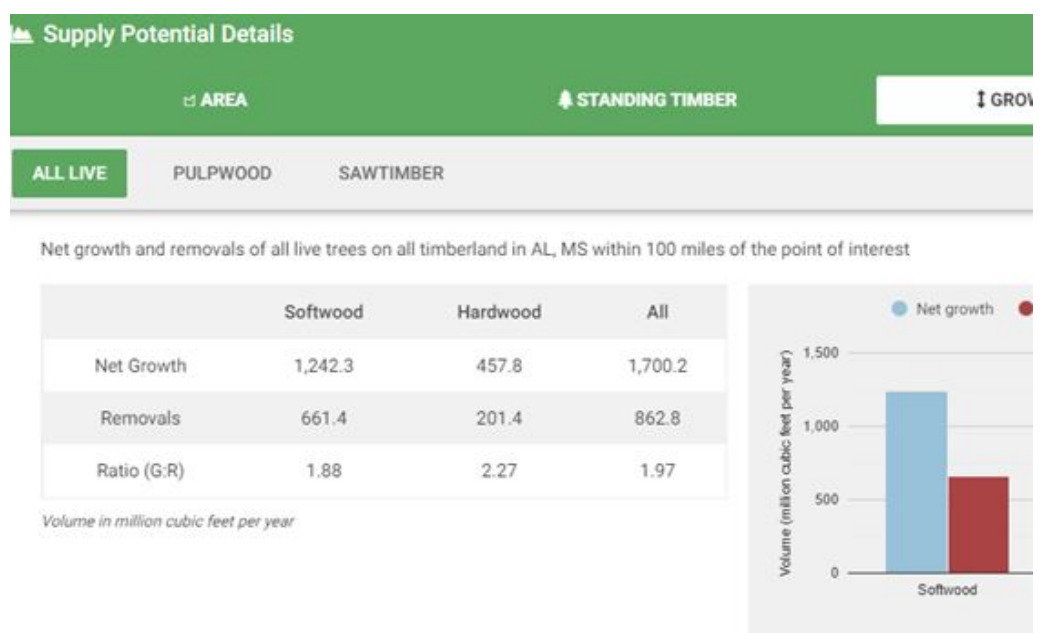 Supply Potential Details
AREA
STANDING TIMBER
GROW
ALL LIVE
PULPWOOD
SAWTIMBER
Net growth and removals of all live trees on all timberland in AL, MS within 100 miles of the point of interest
Softwood Hardwood All
Net Growth 1,242.3 457.8 1,700.2
Removals 661.4 201.4 862.8
Ratio (G:R) 1.88 2.27 1.97
Volume in million cubic feet per year
Net growth
Volume (million cubic feet per year)
1,500
1,000
500
0
Softwood